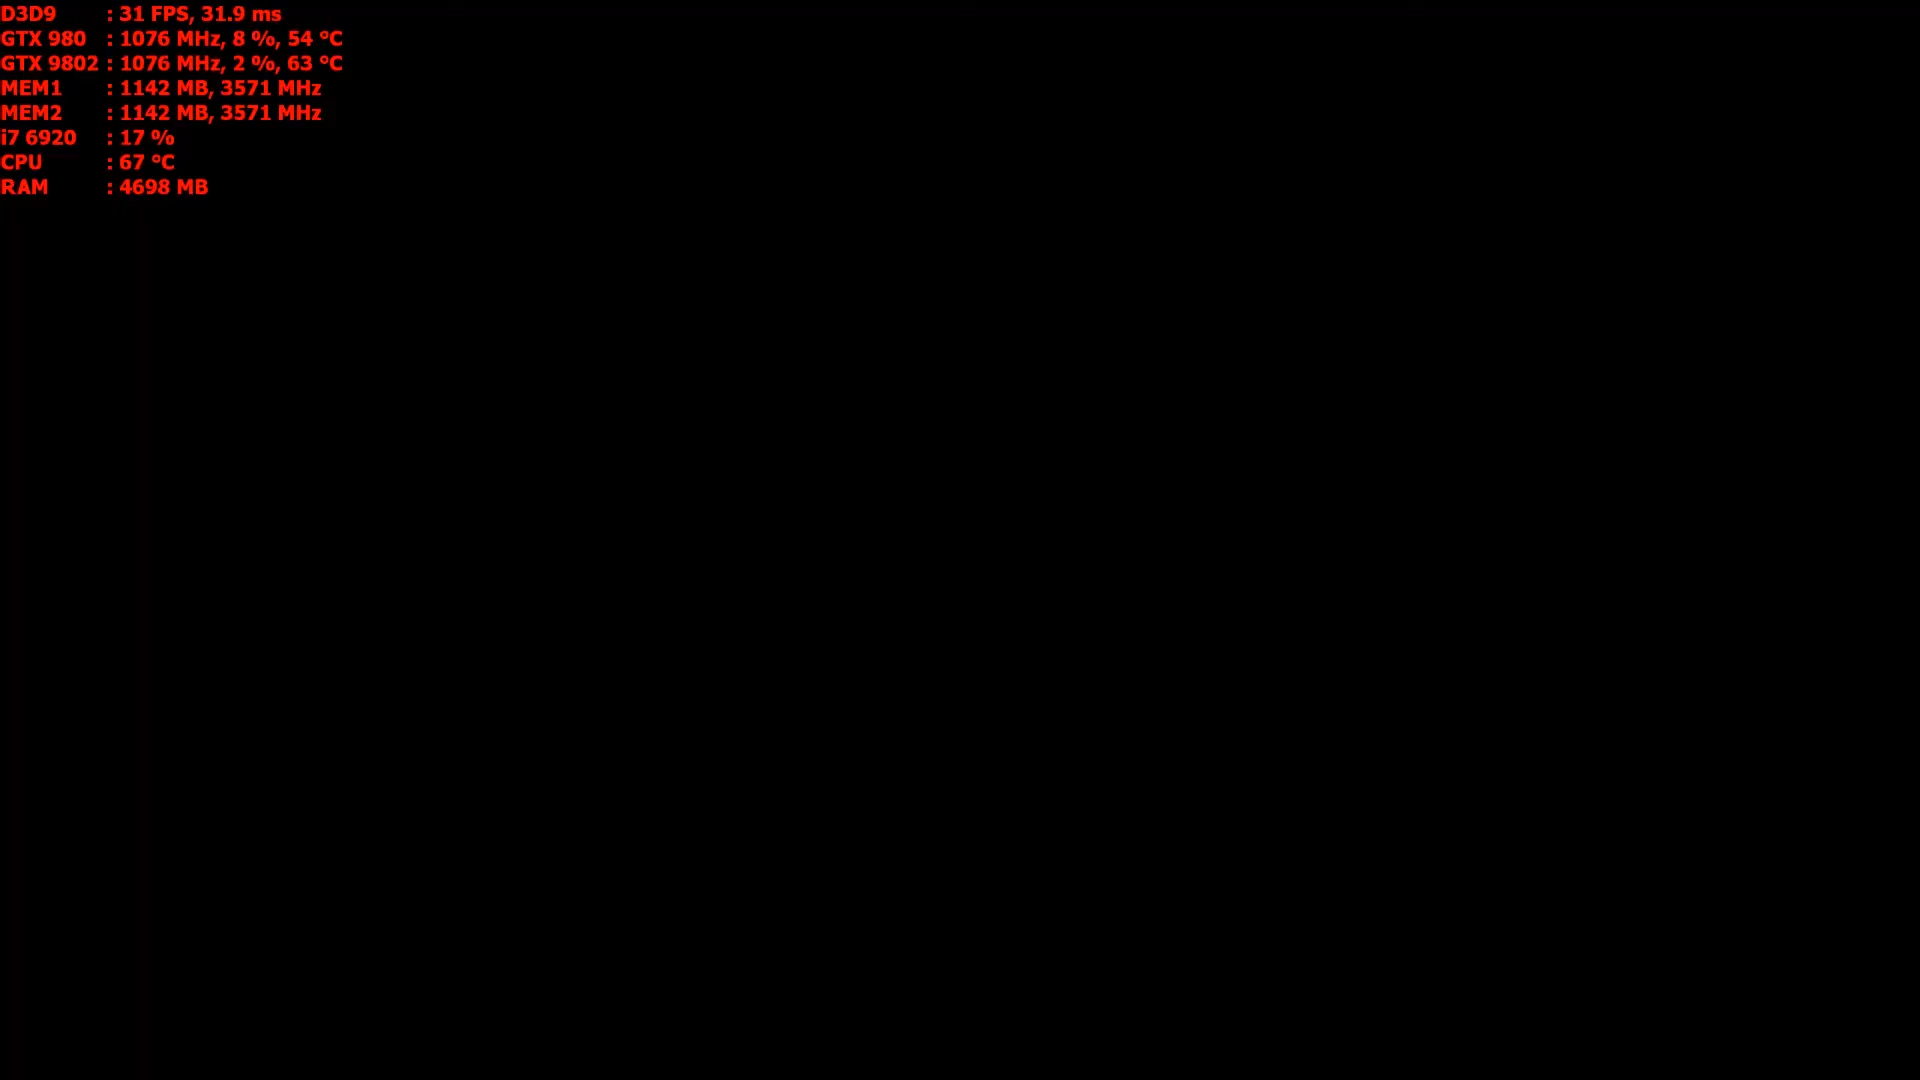 D3D9 : 31 FPS, 31.9 ms
GTX 980 : 1076 MHz, 8 %, 54 °C
GTX 9802 : 1076 MHz, 2 %, 63 °C
MEM1 : 1142 MB, 3571 MHz
MEM2 : 1142 MB, 3571 MHz
i7 6920 : 17 %
CPU : 67 °C
RAM : 4698 MB